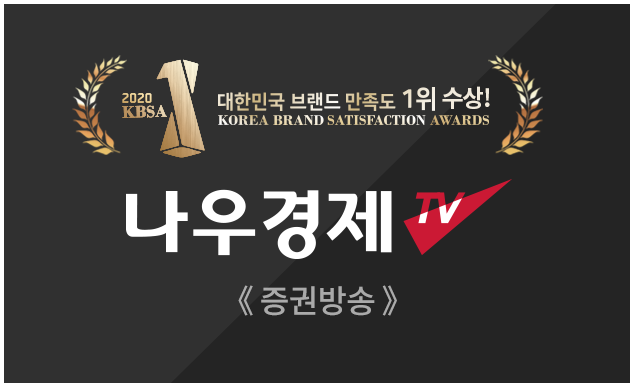 2020
KBSA
대한민국 브랜드 만족도 1위 수상!
KOREA BRAND SATISFACTION AWARDS
나우경제 TV
《 증권방송 》